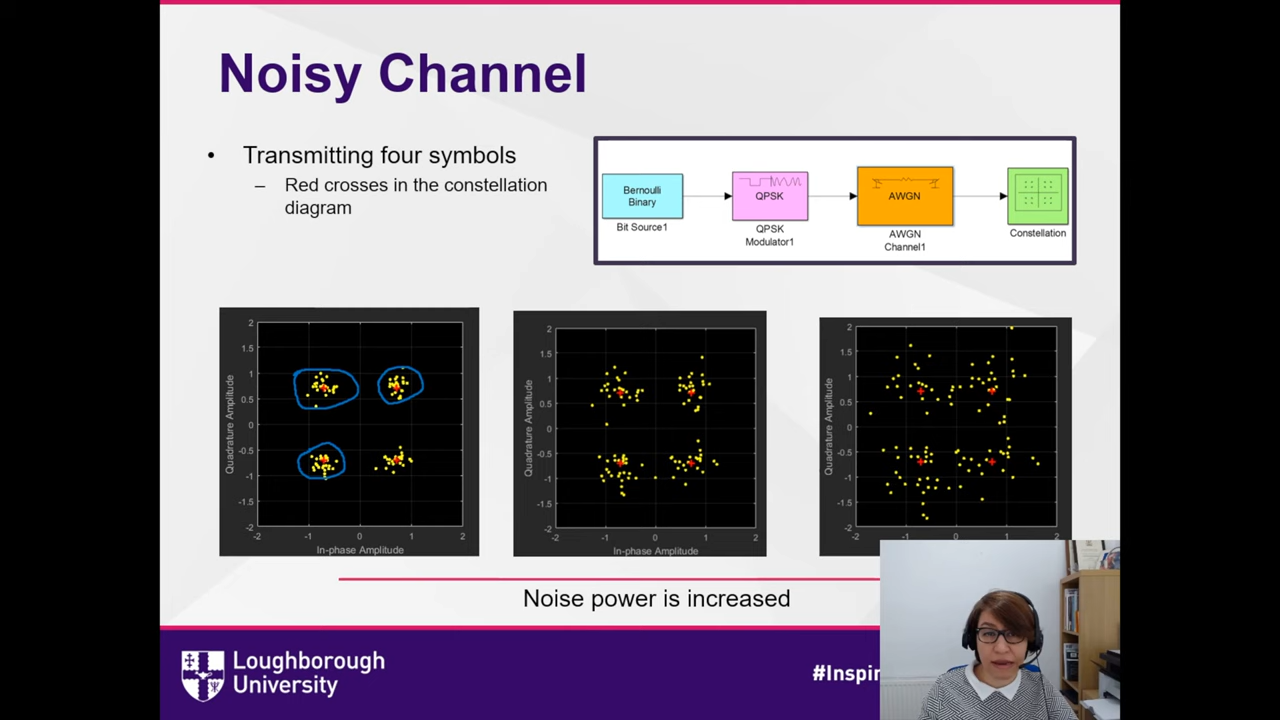 Noisy Channel
• Transmitting four symbols
– Red crosses in the constellation
diagram
Bernoulli
Binary
Bit Source1
QPSK
QPSK
Modulator1
AWGN
AWGN
Channel1
Constellation
Quadrature Amplitude
2
1.5
1
0.5
0
-0.5
-1
-1.5
-2
-2 -1 0 1 2
In-phase Amplitude
Quadrature Amplitude
2
1.5
1
0.5
0
-0.5
-1
-1.5
-2
-2 -1 0 1 2
In-phase Amplitude
Quadrature Amplitude
2
1.5
1
0.5
0
-0.5
-1
-1.5
-2
-2 -1 0 1 2
Noise power is increased
Loughborough
University
#Inspir